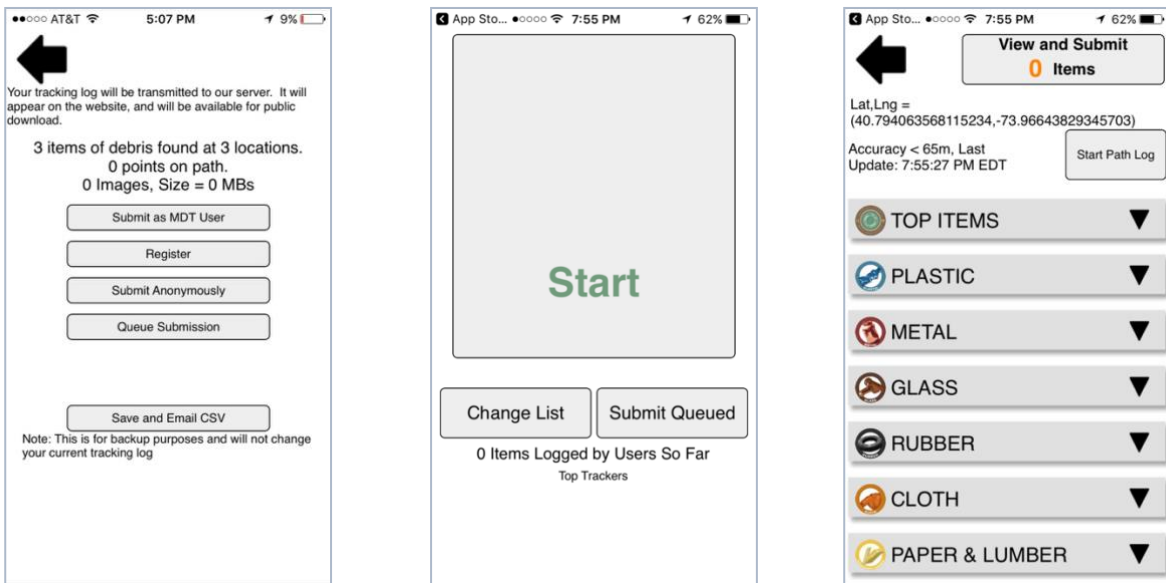 AT&T 5:07 PM 9%
Your tracking log will be transmitted to our server. It will
appear on the website, and will be available for public
download.
3 items of debris found at 3 locations.
0 points on path.
0 Images, Size = 0 MBs
Submit as MDT User
Register
Submit Anonymously
Queue Submission
Save and Email CSV
Note: This is for backup purposes and will not change
your current tracking log
App Sto... 7:55 PM 62%
Start
Change List
Submit Queued
0 Items Logged by Users So Far
Top Trackers
App Sto... 7:55 PM 62%
View and Submit
0 Items
Lat,Lng =
(40.794063568115234,-73.96643829345703)
Accuracy < 65m, Last
Update: 7:55:27 PM EDT
Start Path Log
TOP ITEMS
PLASTIC
METAL
GLASS
RUBBER
CLOTH
PAPER & LUMBER